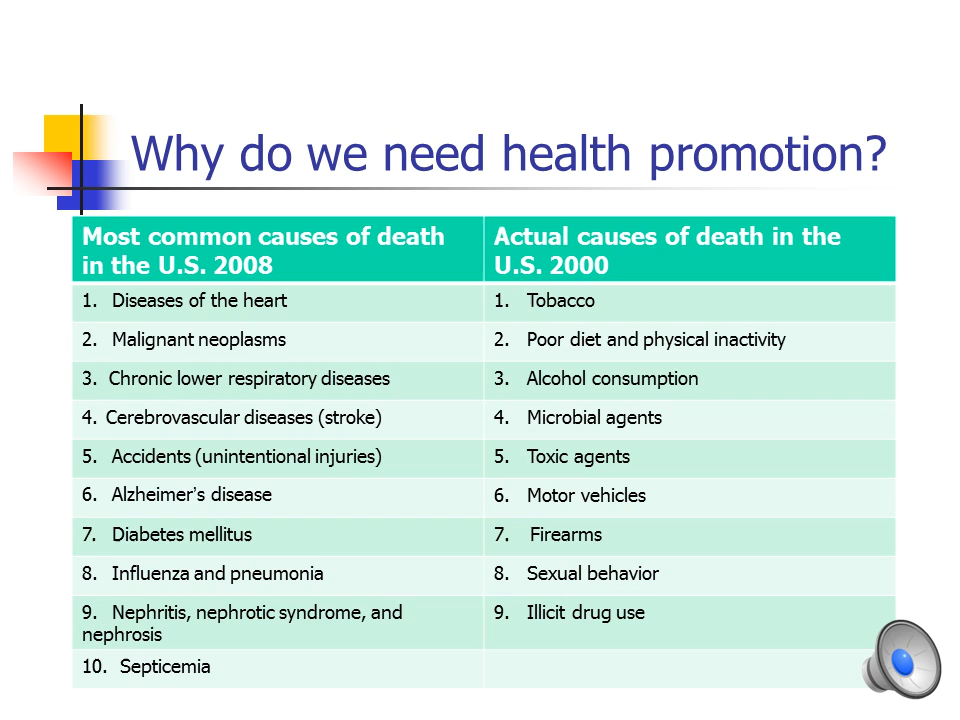 Why do we need health promotion?
Most common causes of death
in the U.S. 2008
Actual causes of death in the
U.S. 2000
1. Diseases of the heart
1. Tobacco
2. Malignant neoplasms
2. Poor diet and physical inactivity
3. Chronic lower respiratory diseases
3. Alcohol consumption
4. Cerebrovascular diseases (stroke)
4. Microbial agents
5. Accidents (unintentional injuries)
5. Toxic agents
6. Alzheimer’s disease
6. Motor vehicles
7. Diabetes mellitus
7. Firearms
8. Influenza and pneumonia
8. Sexual behavior
9. Nephritis, nephrotic syndrome, and
nephrosis
9. Illicit drug use
10. Septicemia